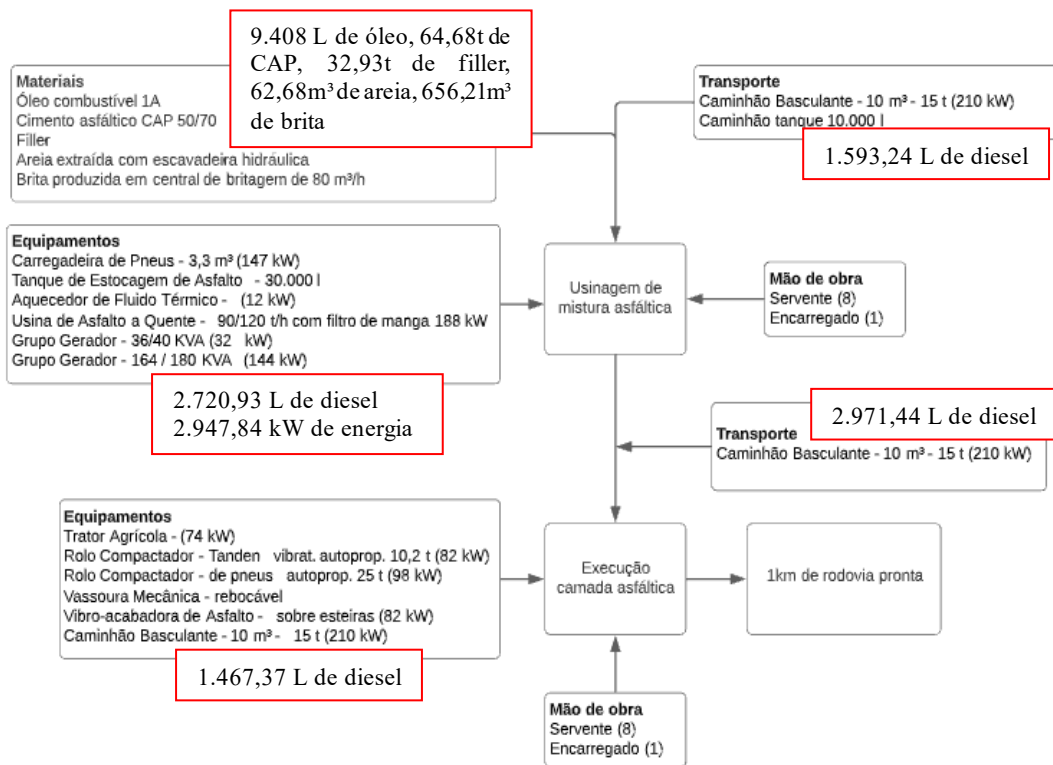 9.408 L de óleo, 64,68t de
CAP, 32,93t de filler,
62,68m³ de areia, 656,21m³
de brita
Materiais
Óleo combustível 1A
Cimento asfáltico CAP 50/70
Filler
Areia extraída com escavadeira hidráulica
Brita produzida em central de britagem de 80 m³/h
Transporte
Caminhão Basculante - 10 m³ - 15 t (210 kW)
Caminhão tanque 10.000 l
1.593,24 L de diesel
Equipamentos
Carregadeira de Pneus - 3,3 m³ (147 kW)
Tanque de Estocagem de Asfalto - 30.000 l
Aquecedor de Fluido Térmico - (12 kW)
Usina de Asfalto a Quente - 90/120 t/h com filtro de manga 188 kW
Grupo Gerador - 36/40 KVA (32 kW)
Grupo Gerador - 164 / 180 KVA (144 kW)
2.720,93 L de diesel
2.947,84 kW de energia
Usinagem de
mistura asfáltica
Mão de obra
Servente (8)
Encarregado (1)
2.971,44 L de diesel
Transporte
Caminhão Basculante - 10 m³ - 15 t (210 kW)
Equipamentos
Trator Agrícola - (74 kW)
Rolo Compactador - Tanden vibrat. autoprop. 10,2 t (82 kW)
Rolo Compactador - de pneus autoprop. 25 t (98 kW)
Vassoura Mecânica - rebocável
Vibro-acabadora de Asfalto - sobre esteiras (82 kW)
Caminhão Basculante - 10 m³ - 15 t (210 kW)
1.467,37 L de diesel
Execução
camada asfáltica
1km de rodovia pronta
Mão de obra
Servente (8)
Encarregado (1)